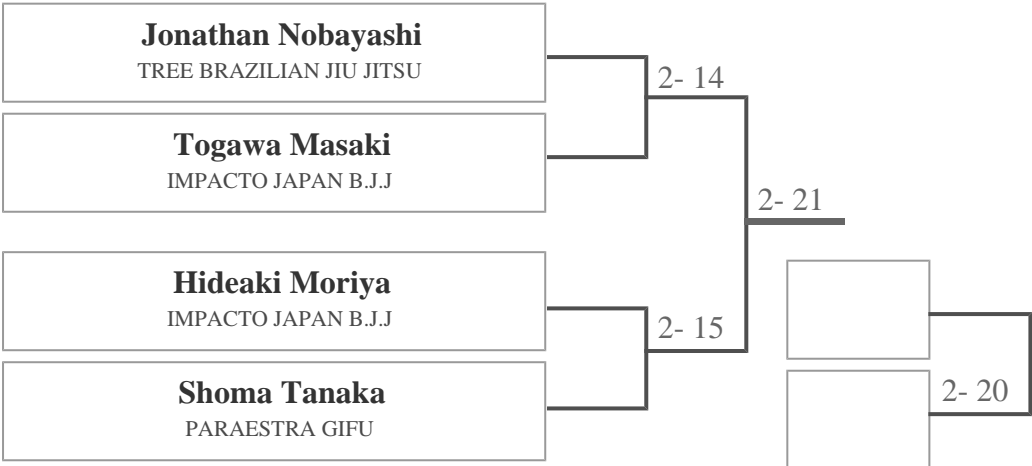 Jonathan Nobayashi
TREE BRAZILIAN JIU JITSU
2- 14
Togawa Masaki
IMPACTO JAPAN B.J.J
2- 21
Hideaki Moriya
IMPACTO JAPAN B.J.J
2- 15
Shoma Tanaka
PARAESTRA GIFU
2- 20